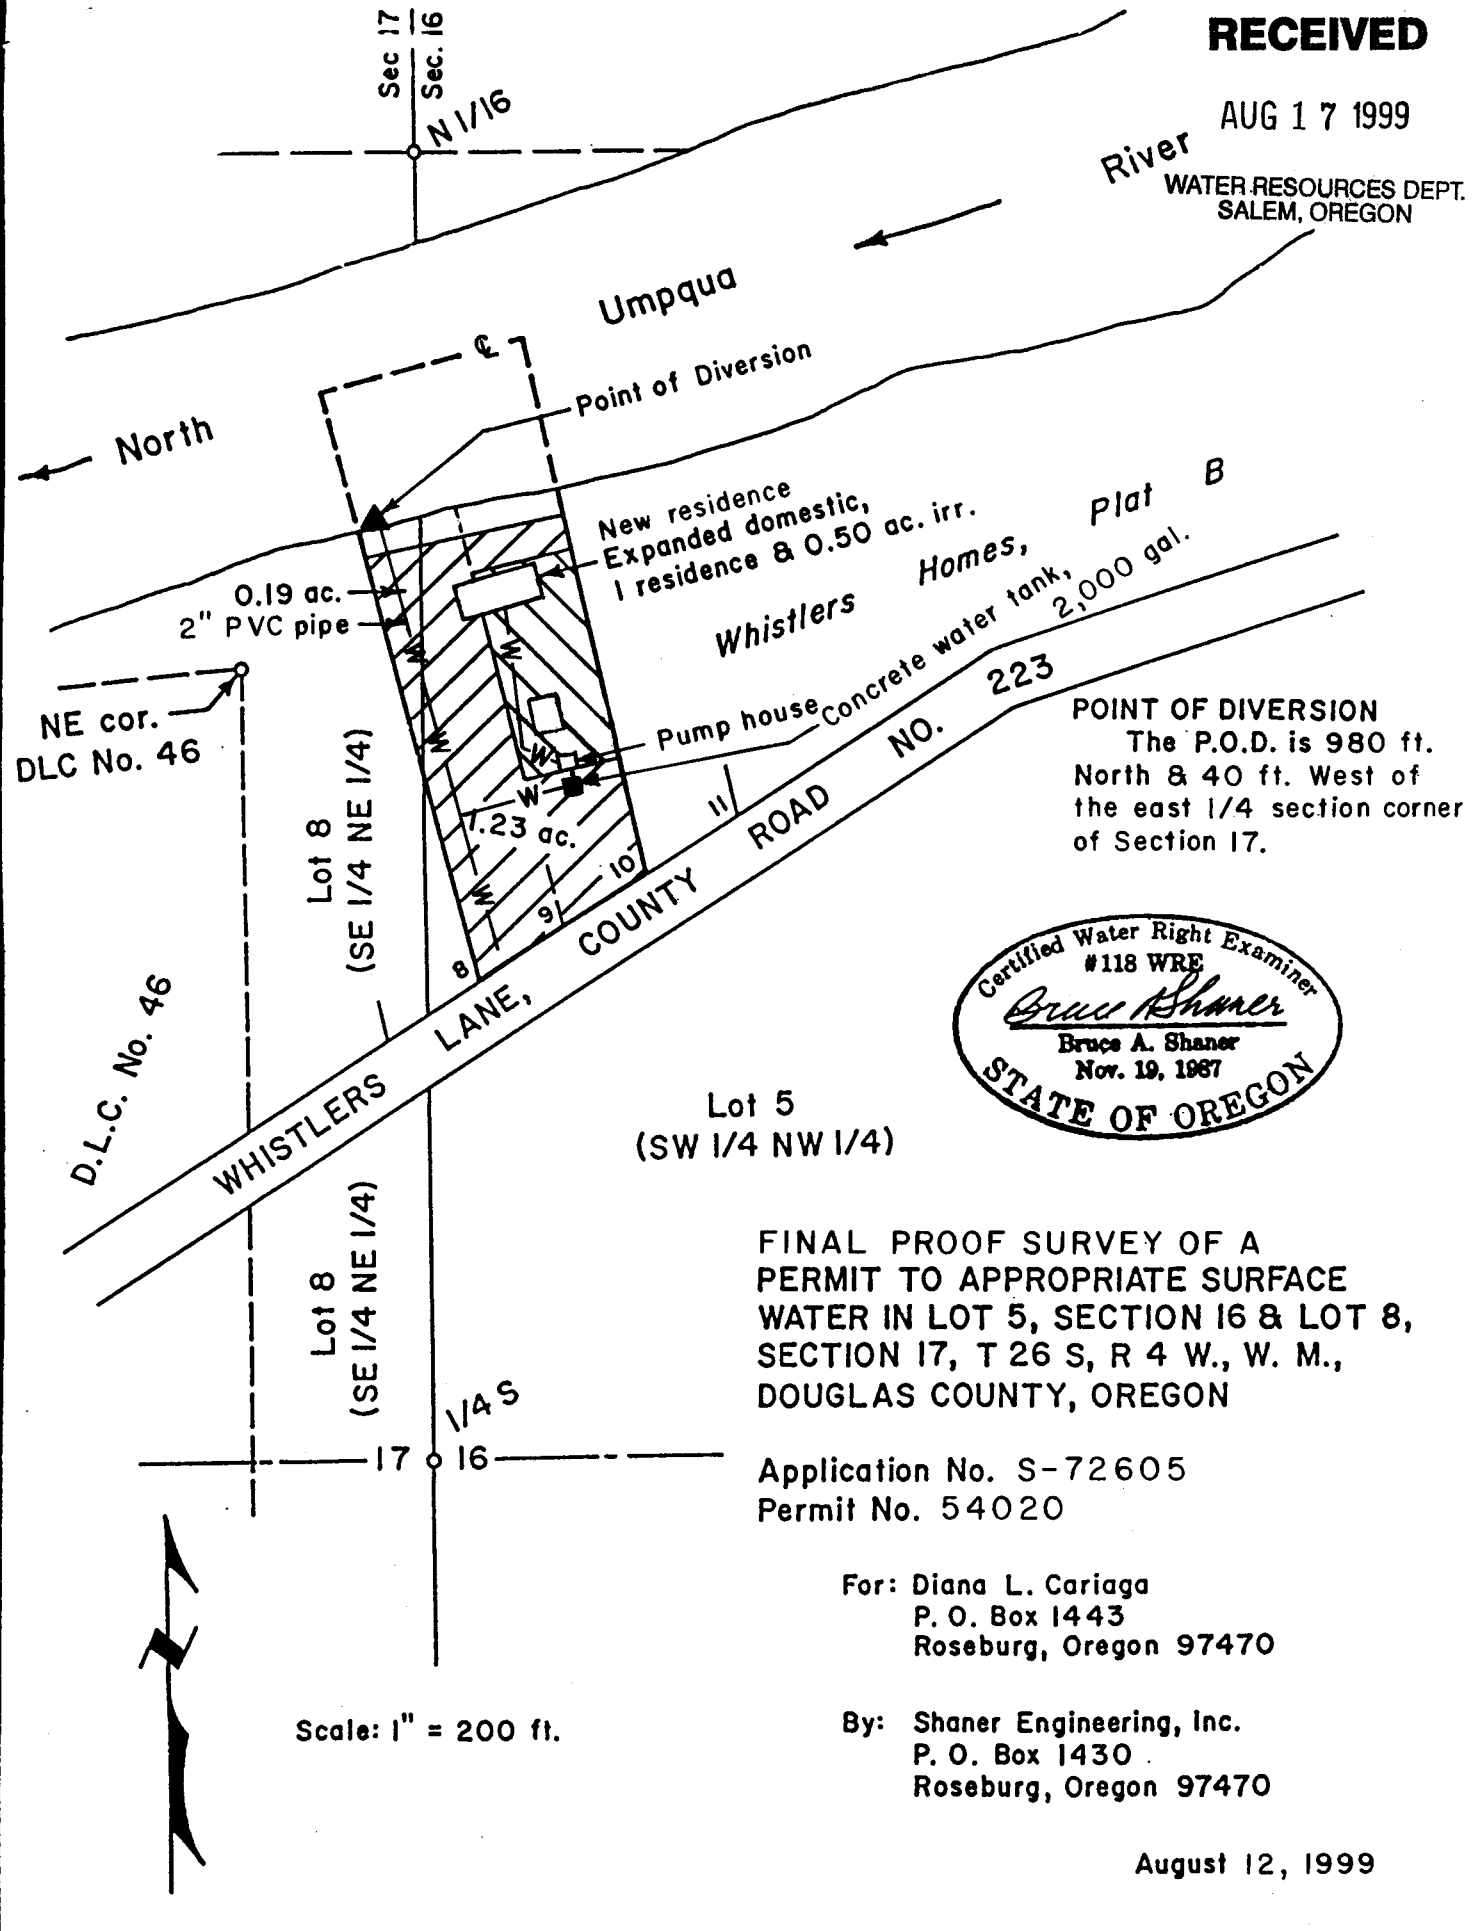 Sec 17
Sec. 16
RECEIVED
AUG 17 1999
WATER RESOURCES DEPT.
SALEM, OREGON
N 1/16
River
Umpqua
North
℄
Point of Diversion
New residence
Expanded domestic,
1 residence & 0.50 ac. irr.
Whistlers Homes, Plat B
0.19 ac.
2" PVC pipe
W
W
W
W
W
W
Pump house
Concrete water tank,
2,000 gal.
1.23 ac.
NE cor.
DLC No. 46
Lot 8
(SE 1/4 NE 1/4)
8
9
10
11
WHISTLERS LANE, COUNTY ROAD NO. 223
POINT OF DIVERSION
The P.O.D. is 980 ft.
North & 40 ft. West of
the east 1/4 section corner
of Section 17.
Certified Water Right Examiner
#118 WRE
Bruce A Shaner
Bruce A. Shaner
Nov. 19, 1987
STATE OF OREGON
D.L.C. No. 46
Lot 5
(SW 1/4 NW 1/4)
Lot 8
(SE 1/4 NE 1/4)
1/4 S
17
16
FINAL PROOF SURVEY OF A
PERMIT TO APPROPRIATE SURFACE
WATER IN LOT 5, SECTION 16 & LOT 8,
SECTION 17, T 26 S, R 4 W., W. M.,
DOUGLAS COUNTY, OREGON
Application No. S-72605
Permit No. 54020
For: Diana L. Cariaga
P. O. Box 1443
Roseburg, Oregon 97470
N
Scale: 1" = 200 ft.
By: Shaner Engineering, Inc.
P. O. Box 1430
Roseburg, Oregon 97470
August 12, 1999